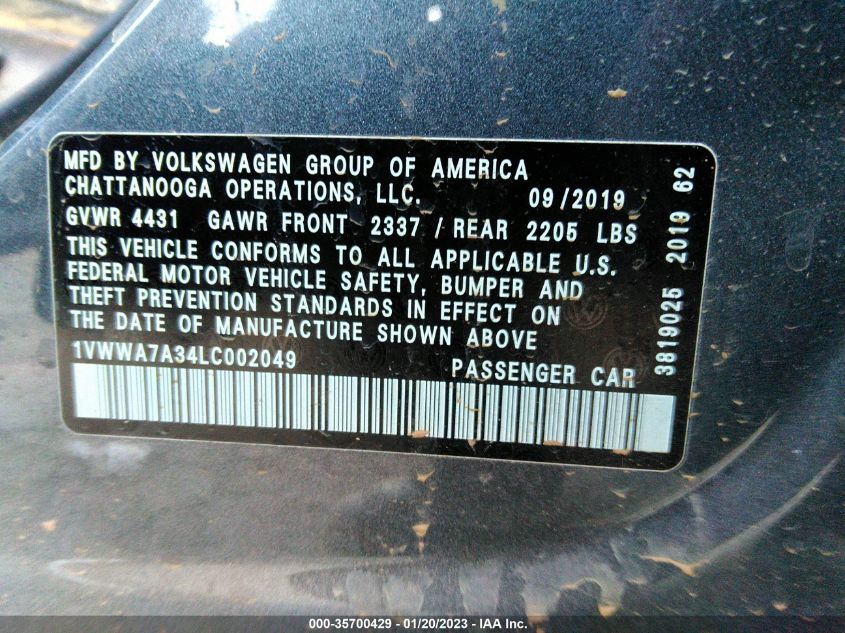 MFD BY VOLKSWAGEN GROUP OF AMERICA
CHATTANOOGA OPERATIONS, LLC. 09/2019
GVWR 4431 GAWR FRONT 2337 / REAR 2205 LBS
THIS VEHICLE CONFORMS TO ALL APPLICABLE U.S.
FEDERAL MOTOR VEHICLE SAFETY, BUMPER AND
THEFT PREVENTION STANDARDS IN EFFECT ON
THE DATE OF MANUFACTURE SHOWN ABOVE
1VWWA7A34LC002049 PASSENGER CAR
3819025 2019 62
000-35700429 - 01/20/2023 - IAA Inc.